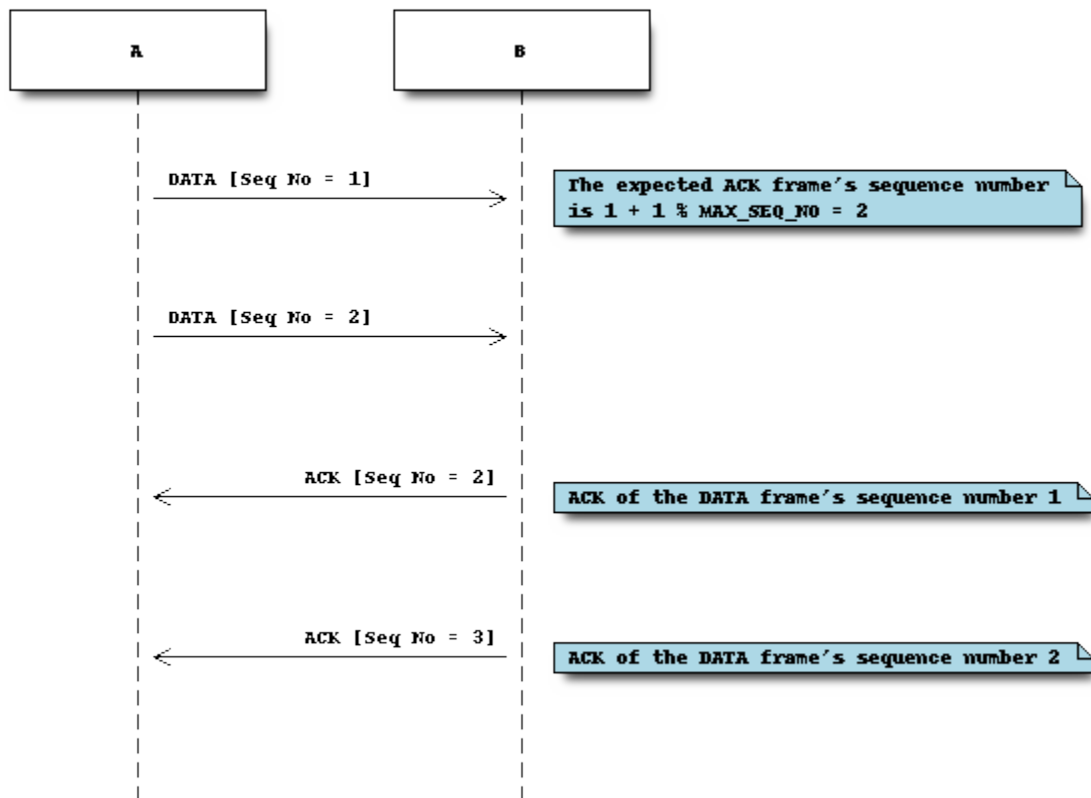 A
B
DATA [Seq No = 1]
The expected ACK frame's sequence number
is 1 + 1 % MAX_SEQ_NO = 2
DATA [Seq No = 2]
ACK [Seq No = 2]
ACK of the DATA frame's sequence number 1
ACK [Seq No = 3]
ACK of the DATA frame's sequence number 2